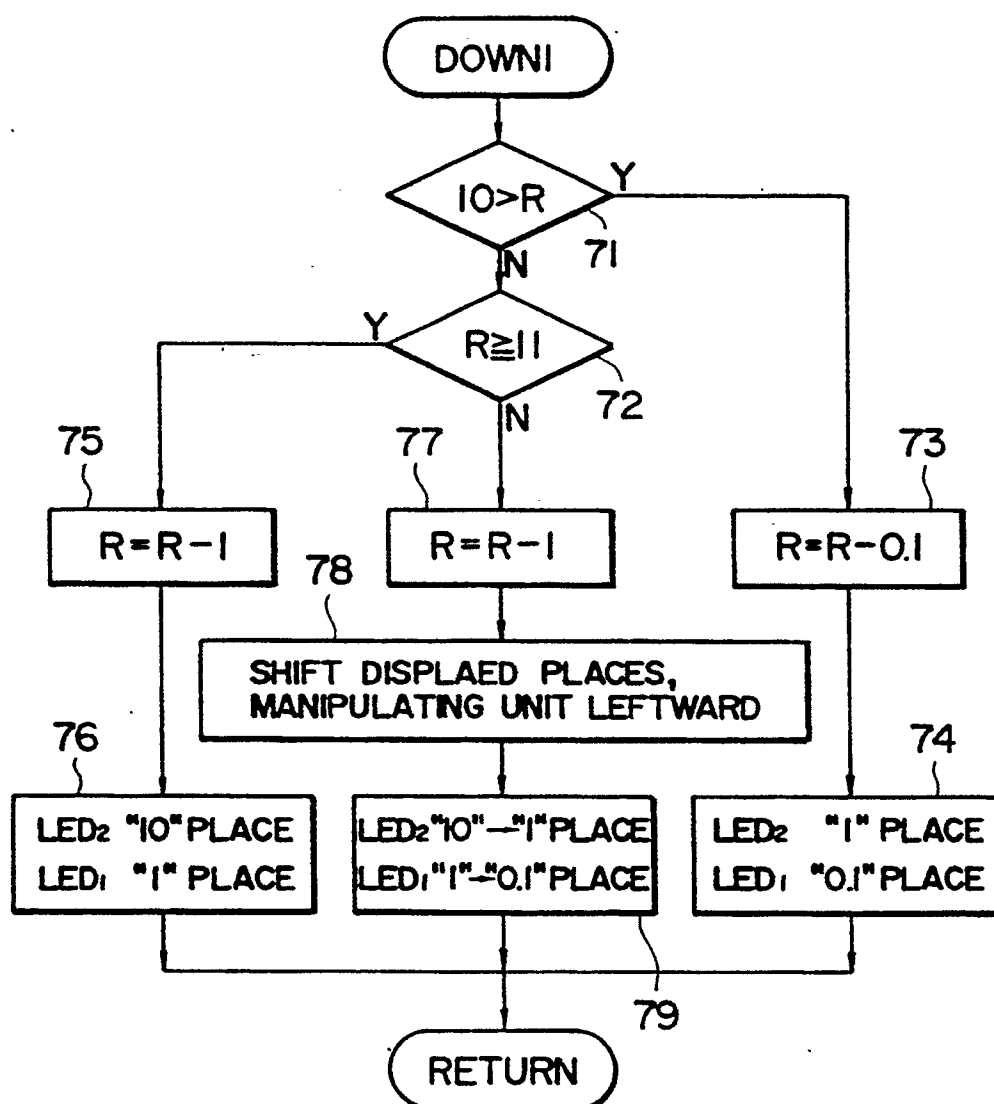 DOWN1
10>R
Y
71
N
R≧11
Y
72
N
75
77
73
R=R-1
R=R-1
R=R-0.1
78
SHIFT DISPLAED PLACES,
MANIPULATING UNIT LEFTWARD
76
74
LED2 "10" PLACE
LED1 "1" PLACE
LED2 "10"→"1" PLACE
LED1 "1"→"0.1" PLACE
LED2 "1" PLACE
LED1 "0.1" PLACE
79
RETURN